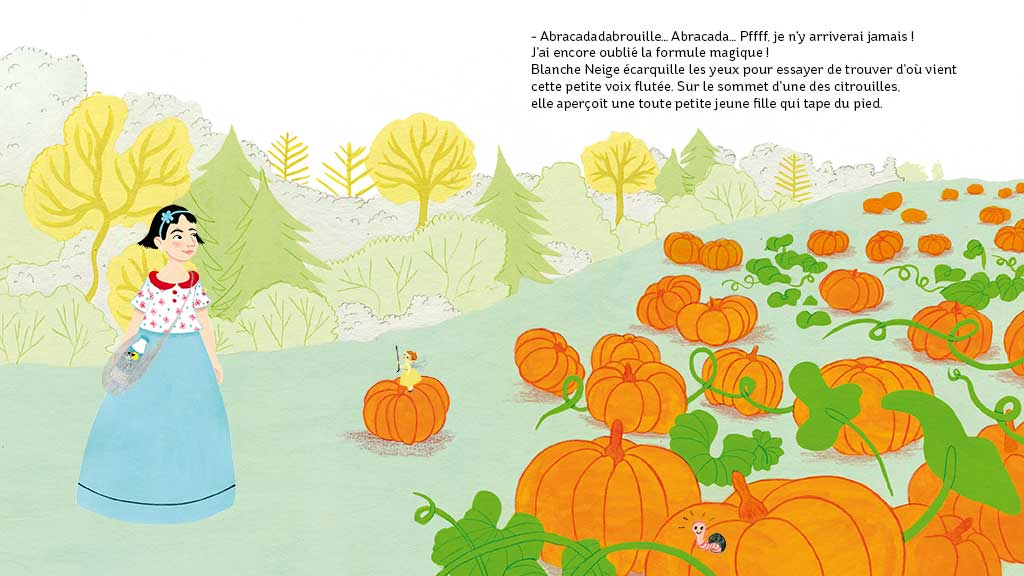 - Abracadadabrouille... Abracada... Pffff, je n'y arriverai jamais !
J'ai encore oublié la formule magique !
Blanche Neige écarquille les yeux pour essayer de trouver d'où vient
cette petite voix flutée. Sur le sommet d'une des citrouilles,
elle aperçoit une toute petite jeune fille qui tape du pied.